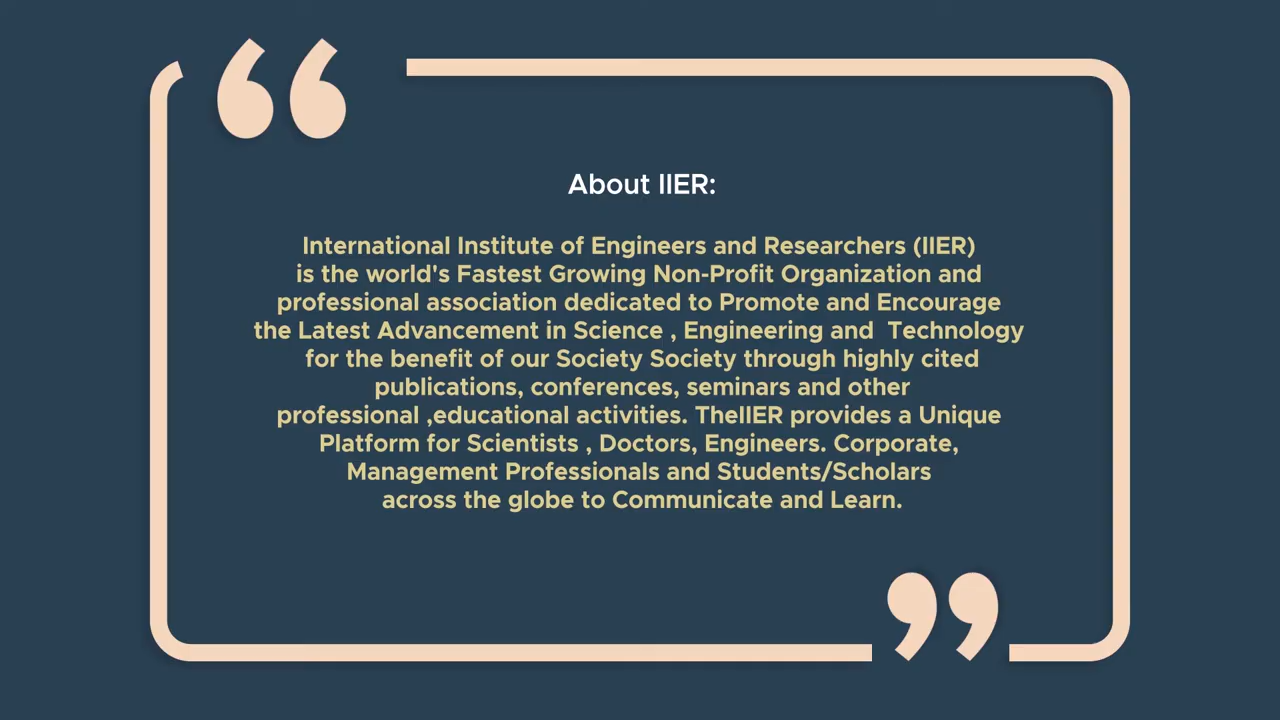 About IIER:
International Institute of Engineers and Researchers (IIER)
is the world's Fastest Growing Non-Profit Organization and
professional association dedicated to Promote and Encourage
the Latest Advancement in Science , Engineering and  Technology
for the benefit of our Society Society through highly cited
publications, conferences, seminars and other
professional ,educational activities. TheIIER provides a Unique
Platform for Scientists , Doctors, Engineers. Corporate,
Management Professionals and Students/Scholars
across the globe to Communicate and Learn.